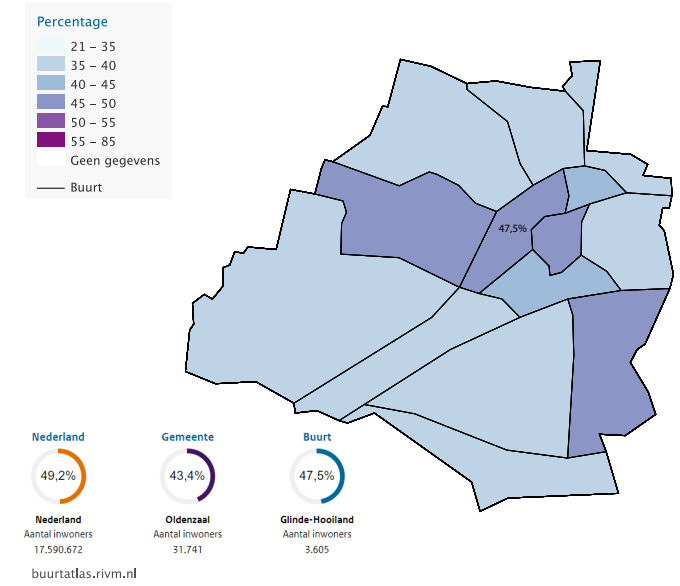 Percentage
21 – 35
35 – 40
40 – 45
45 – 50
50 – 55
55 – 85
Geen gegevens
Buurt
47,5%
Nederland Gemeente Buurt
49,2% 43,4% 47,5%
Nederland Oldenzaal Glinde-Hooiland
Aantal inwoners Aantal inwoners Aantal inwoners
17.590.672 31.741 3.605
buurtatlas.rivm.nl